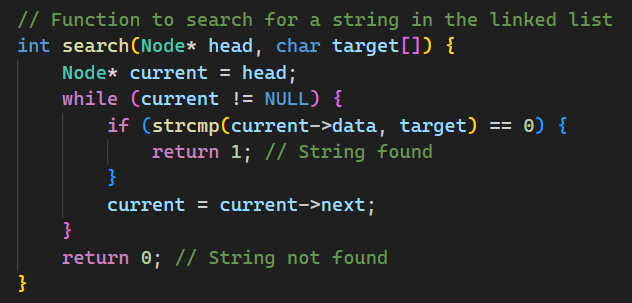 // Function to search for a string in the linked list
int search(Node* head, char target[]) {
    Node* current = head;
    while (current != NULL) {
        if (strcmp(current->data, target) == 0) {
            return 1; // String found
        }
        current = current->next;
    }
    return 0; // String not found
}